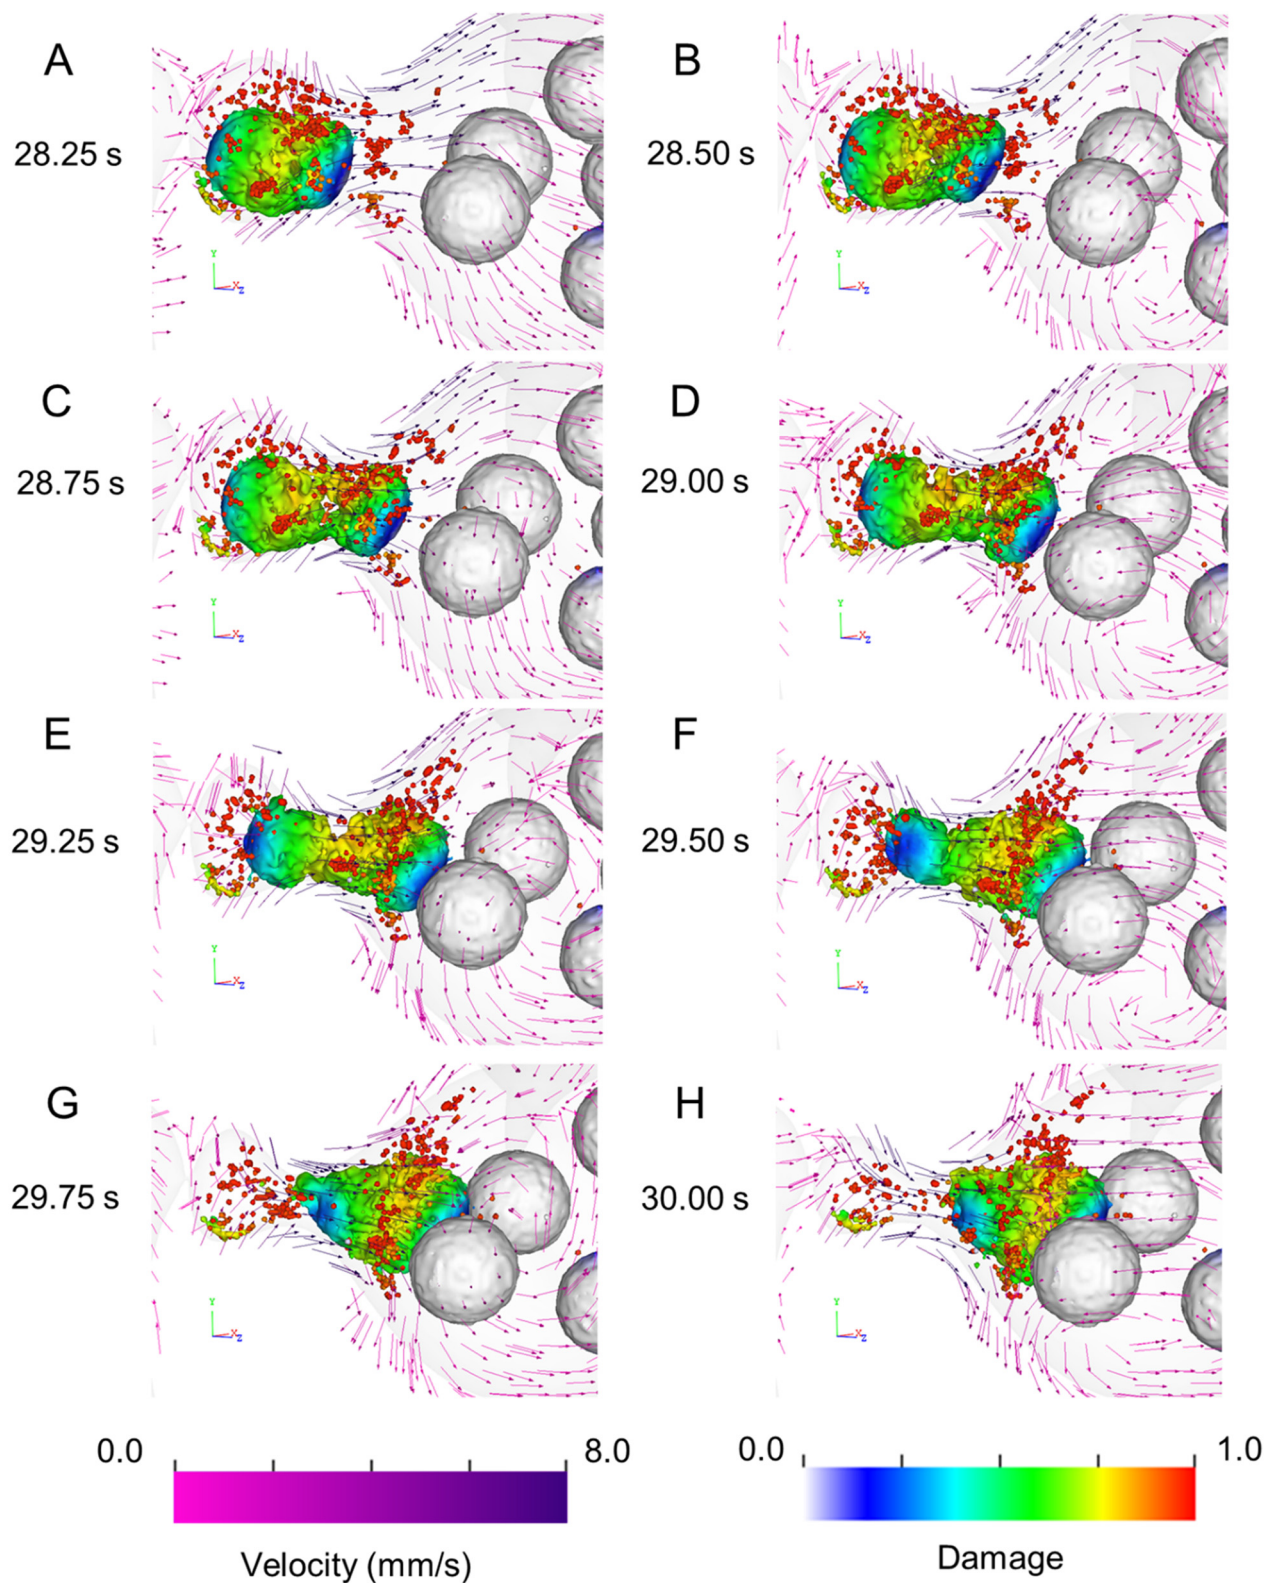 A
28.25 s
Y
X
Z
B
28.50 s
Y
X
Z
C
28.75 s
Y
X
Z
D
29.00 s
Y
X
Z
E
29.25 s
Y
X
Z
F
29.50 s
Y
X
Z
G
29.75 s
Y
X
Z
H
30.00 s
Y
X
Z
0.0 8.0
Velocity (mm/s)
0.0 1.0
Damage